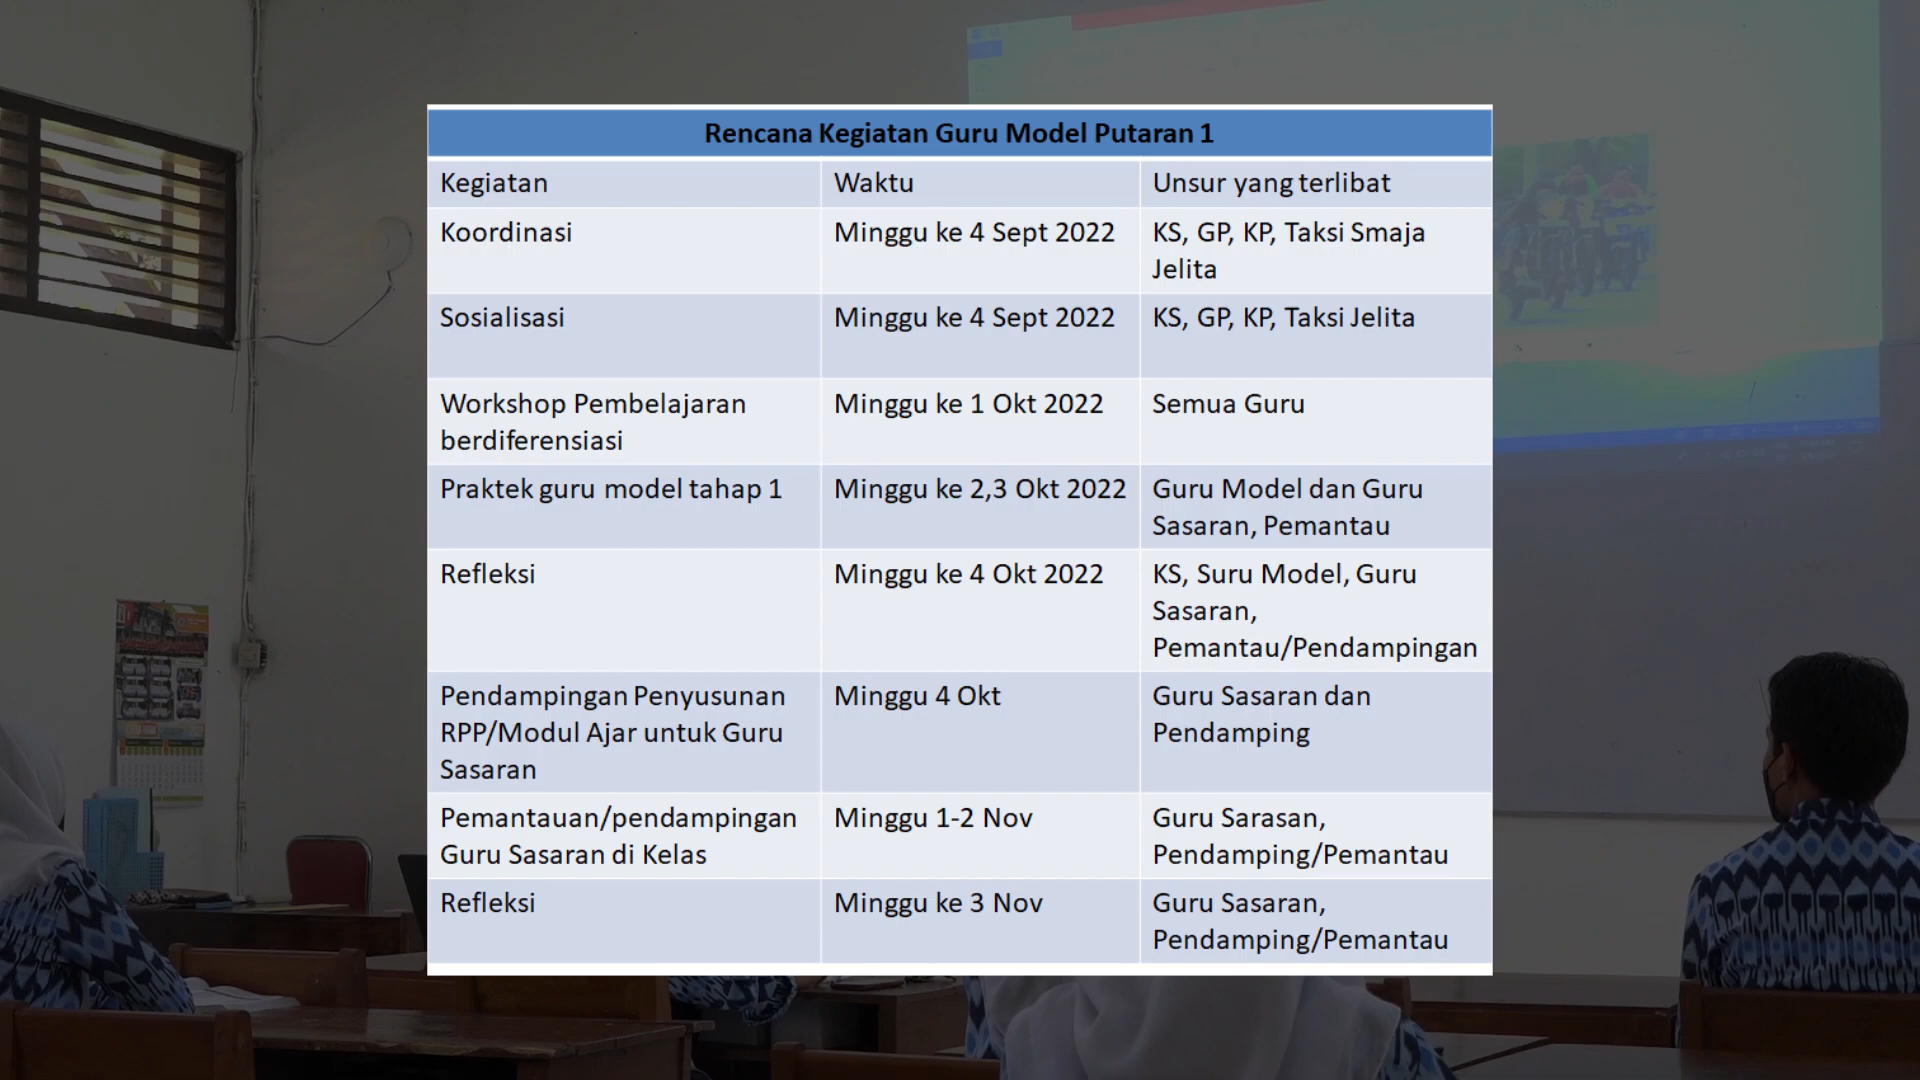 Rencana Kegiatan Guru Model Putaran 1
Kegiatan Waktu Unsur yang terlibat
Koordinasi Minggu ke 4 Sept 2022 KS, GP, KP, Taksi Smaja
Jelita
Sosialisasi Minggu ke 4 Sept 2022 KS, GP, KP, Taksi Jelita
Workshop Pembelajaran Minggu ke 1 Okt 2022 Semua Guru
berdiferensiasi
Praktek guru model tahap 1 Minggu ke 2,3 Okt 2022 Guru Model dan Guru
Sasaran, Pemantau
Refleksi Minggu ke 4 Okt 2022 KS, Suru Model, Guru
Sasaran,
Pemantau/Pendampingan
Pendampingan Penyusunan Minggu 4 Okt Guru Sasaran dan
RPP/Modul Ajar untuk Guru Pendamping
Sasaran
Pemantauan/pendampingan Minggu 1-2 Nov Guru Sarasan,
Guru Sasaran di Kelas Pendamping/Pemantau
Refleksi Minggu ke 3 Nov Guru Sasaran,
Pendamping/Pemantau